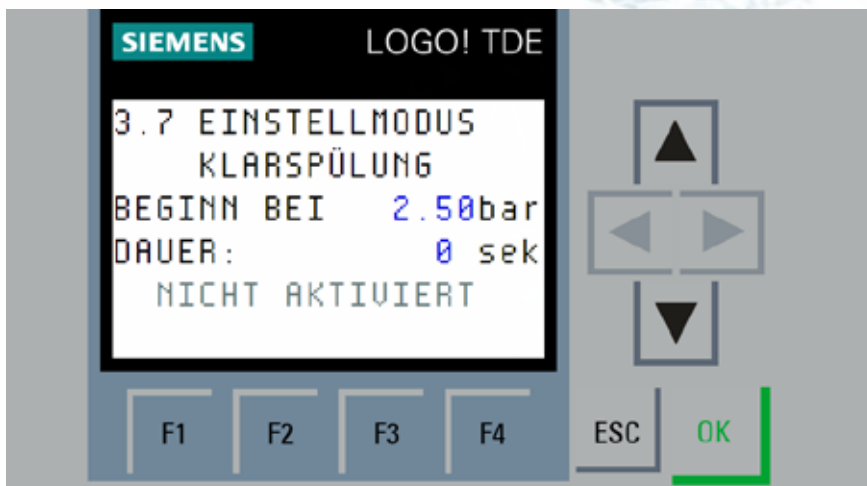 SIEMENS LOGO! TDE
3.7 EINSTELLMODUS
KLARSPÜLUNG
BEGINN BEI 2.50bar
DAUER: 0 sek
NICHT AKTIVIERT
F1 F2 F3 F4 ESC OK